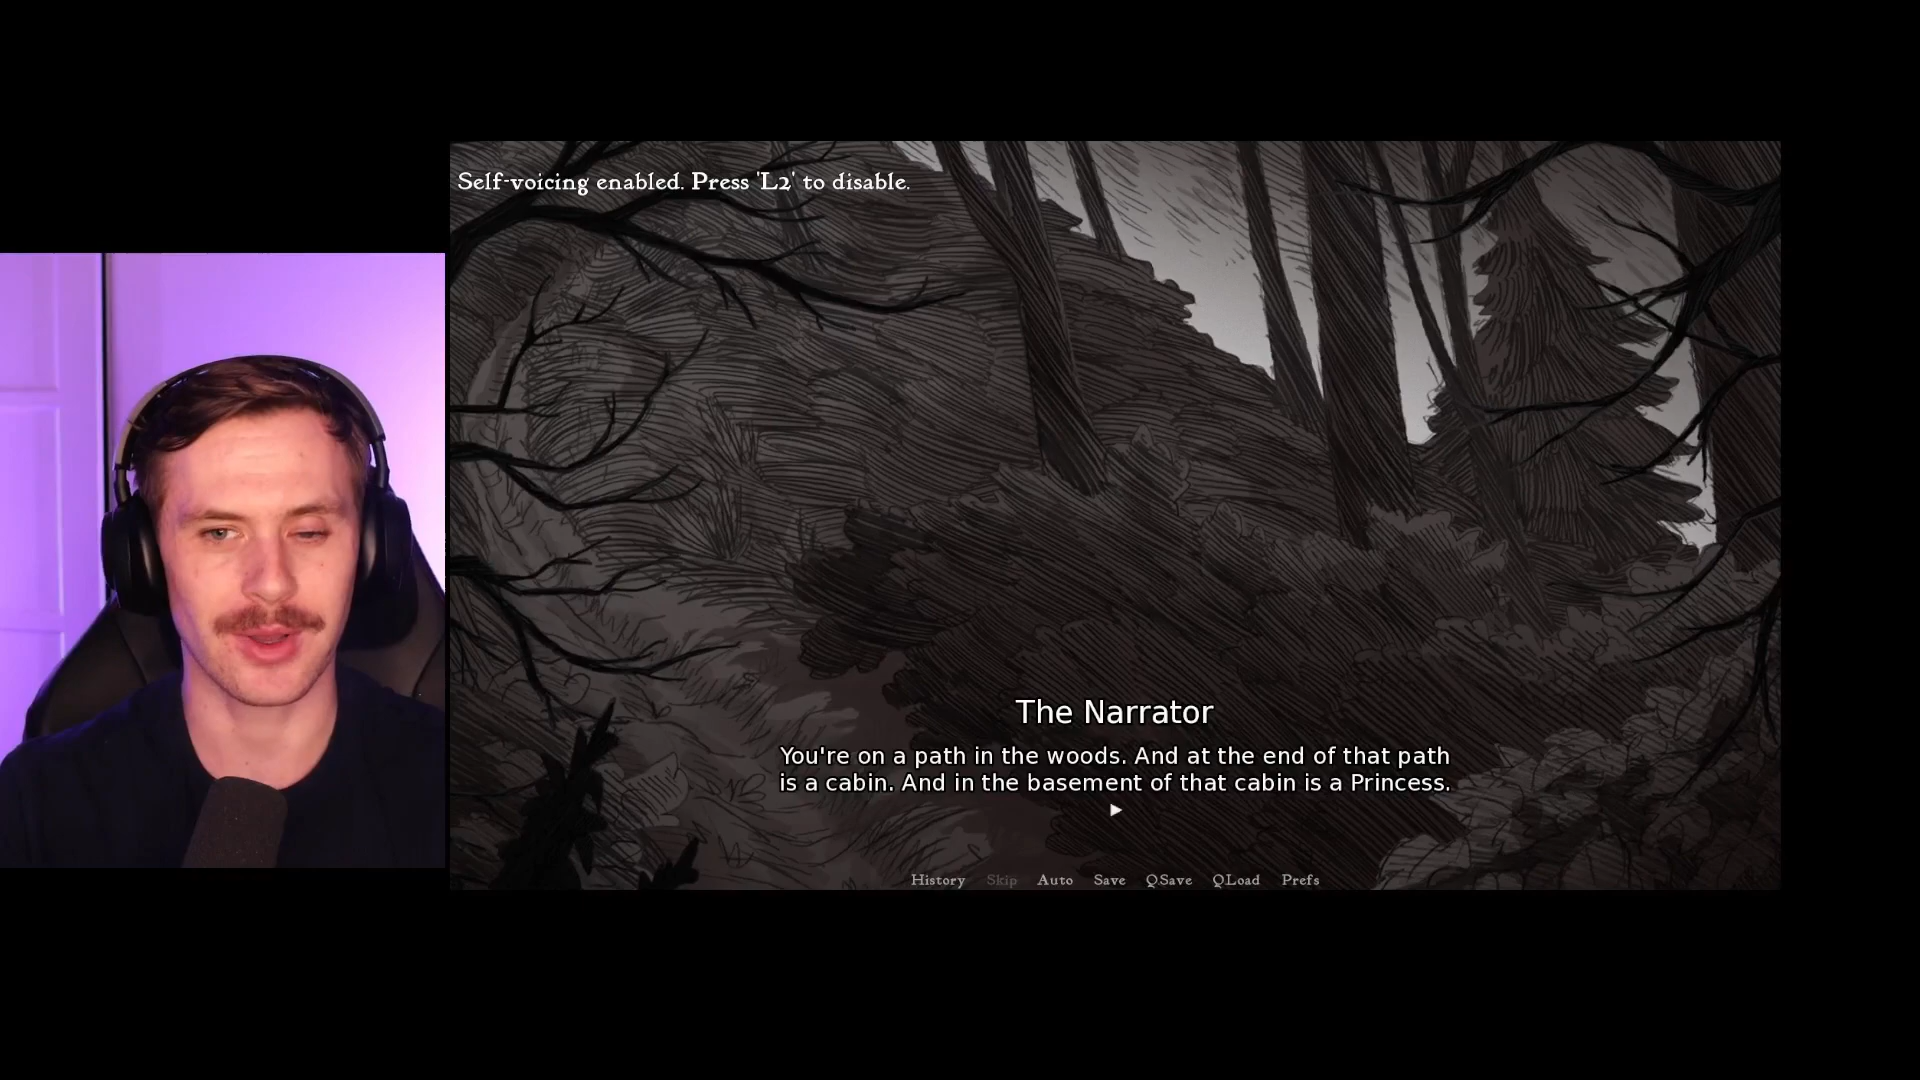 Self-voicing enabled. Press 'L2' to disable.
The Narrator
You're on a path in the woods. And at the end of that path
is a cabin. And in the basement of that cabin is a Princess.
History Skip Auto Save Q.Save Q.Load Prefs